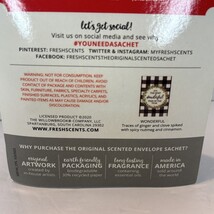 let's get social!
Visit us on social media and see why
#YOUNEEDASACHET
PINTEREST: FRESHSCENTS TWITTER & INSTAGRAM: MYFRESHSCENTS
FACEBOOK: FRESHSCENTSTHEORIGINALSCENTEDSACHET
WARNING: NOT FOR CONSUMPTION. KEEP
PRODUCT OUT OF REACH OF CHILDREN. AVOID
CONTACT OF PACKET AND CONTENTS WITH
SKIN, FURNITURE, FABRICS, SPECIALTY CARPETS,
FINISHED SURFACES, PLASTICS, ACRYLICS, AND
PAINTED ITEMS AS MAY CAUSE DAMAGE AND/OR
DISCOLORATION.
LICENSED PRODUCT ©2020
THE WILLOWBROOK COMPANY, LLC
SPARTANBURG, SOUTH CAROLINA 29303
WWW.FRESHSCENTS.COM
WONDERFUL
Traces of ginger and clove spiked
with spicy nutmeg and cinnamon.
WHY PURCHASE THE ORIGINAL SCENTED ENVELOPE SACHET?
original
ARTWORK
earth-friendly
PACKAGING
long lasting
FRAGRANCE
made in
AMERICA